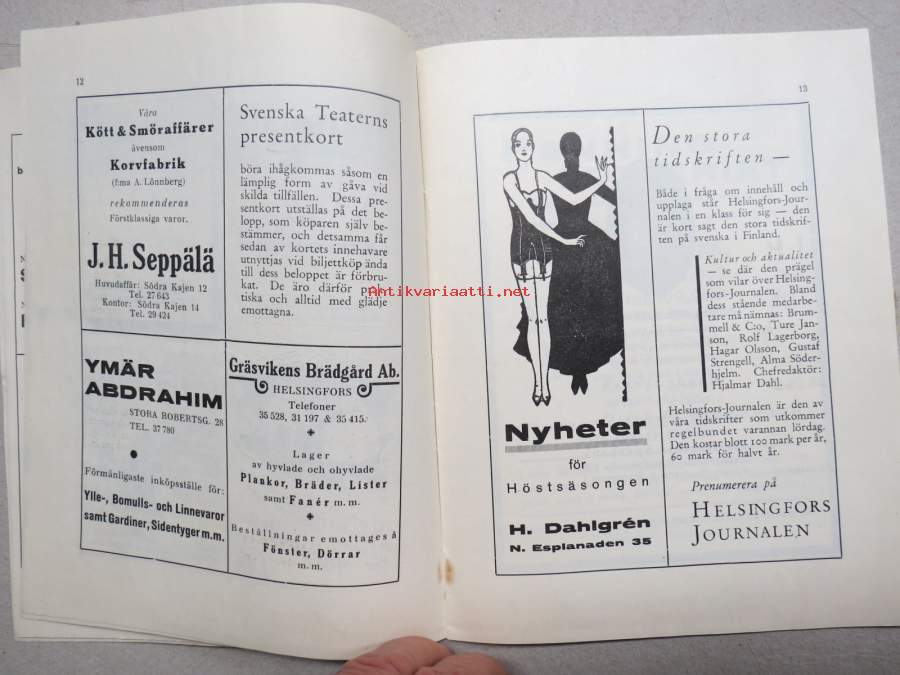 12
Våra
Kött & Smöraffärer
ävensom
Korvfabrik
(f:ma A. Lönnberg)
rekommenderas
Förstklassiga varor.
J. H. Seppälä
Huvudaffär: Södra Kajen 12
Tel. 27 643
Kontor: Södra Kajen 14
Tel. 29 424
Svenska Teaterns
presentkort
böra ihågkommas såsom en
lämplig form av gåva vid
skilda tillfällen. Dessa pre-
sentkort utställas på det be-
lopp, som köparen själv be-
stämmer, och detsamma får
sedan av kortets innehavare
utnyttjas vid biljettköp ända
till dess beloppet är förbru-
kat. De äro därför prak-
tiska och alltid med glädje
emottagna.
YMÄR
ABDRAHIM
STORA ROBERTSG. 28
TEL. 37 780
Förmånligaste inköpsställe för:
Ylle-, Bomulls- och Linnevaror
samt Gardiner, Sidentyger m.m.
Gräsvikens Brädgård Ab.
HELSINGFORS
Telefoner
35 528, 31 197 & 35 415.
Lager
av hyvlade och ohyvlade
Plankor, Bräder, Lister
samt Fanér m. m.
Beställningar emottages å
Fönster, Dörrar
m. m.
13
Nyheter
för
Höstsäsongen
H. Dahlgrén
N. Esplanaden 35
Den stora
tidskriften —
Både i fråga om innehåll och
upplaga står Helsingfors-Jour-
nalen i en klass för sig — den
är kort sagt den stora tidskrif-
ten på svenska i Finland.
Kultur och aktualitet
— se där den prägel
som vilar över Helsing-
fors-Journalen. Bland
dess stående medarbe-
tare må nämnas: Brum-
mell & C:o, Ture Jan-
son, Rolf Lagerborg,
Hagar Olsson, Gustaf
Strengell, Alma Söder-
hjelm. Chefredaktör:
Hjalmar Dahl.
Helsingfors-Journalen är den av
våra tidskrifter som utkommer
regelbundet varannan lördag.
Den kostar blott 100 mark per år,
60 mark för halvt år.
Prenumerera på
HELSINGFORS
JOURNALEN
Antikvariaatti.net